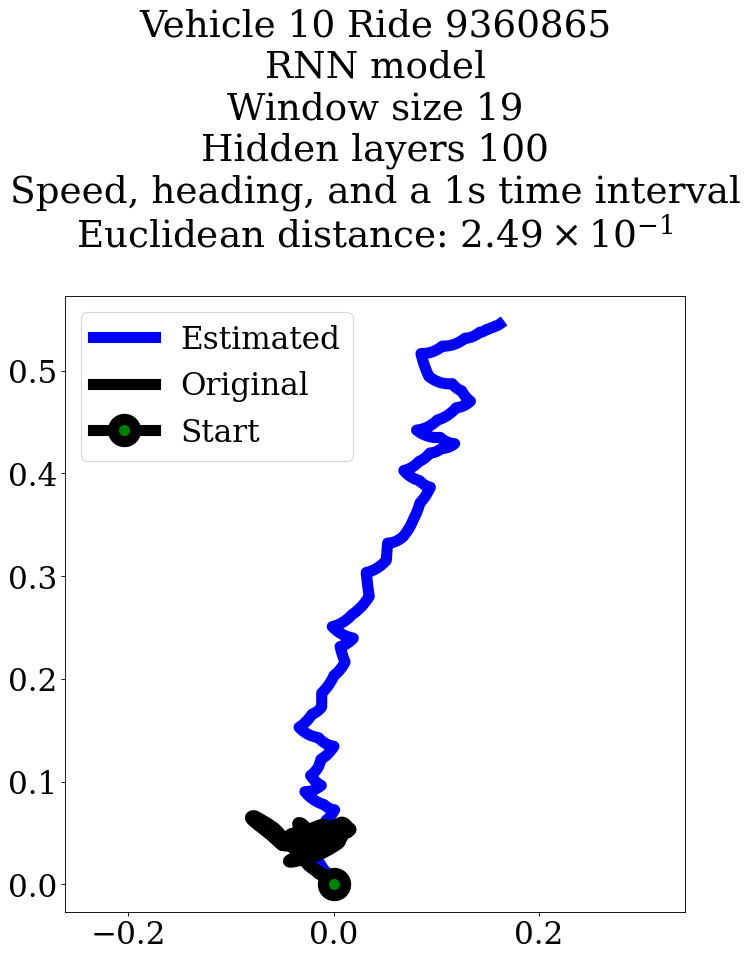 Vehicle 10 Ride 9360865
RNN model
Window size 19
Hidden layers 100
Speed, heading, and a 1s time interval
Euclidean distance: 2.49 × 10⁻¹
Estimated
Original
Start
0.5
0.4
0.3
0.2
0.1
0.0
−0.2 0.0 0.2